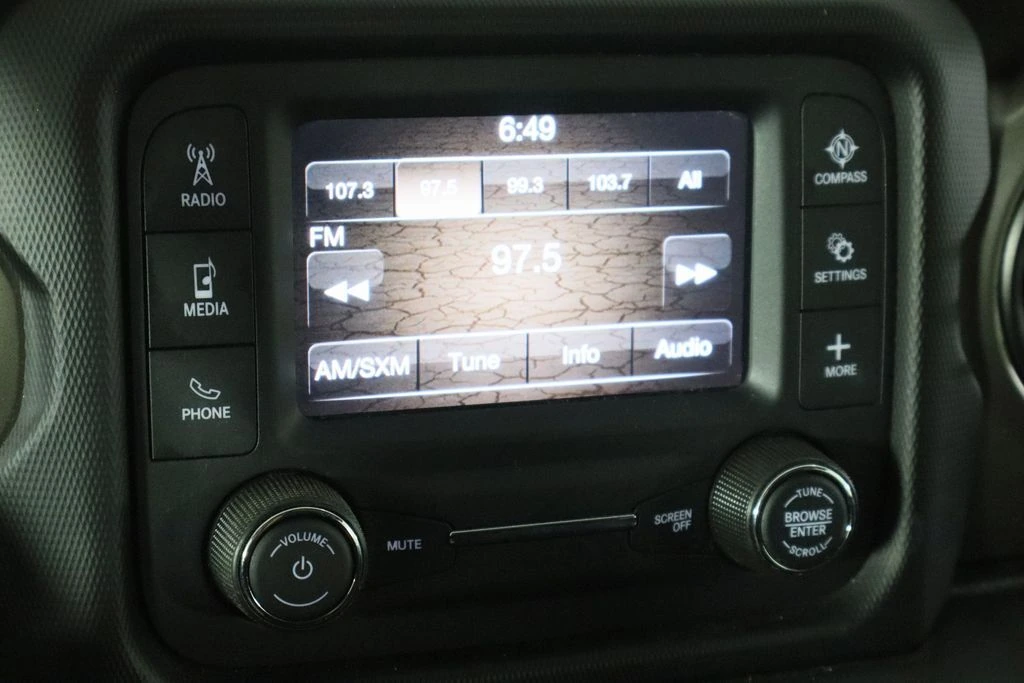 6:49
107.3 97.5 99.3 103.7 All
FM
97.5
AM/SXM Tune Info Audio
RADIO
MEDIA
PHONE
N
COMPASS
SETTINGS
MORE
VOLUME
MUTE
SCREEN
OFF
TUNE
BROWSE
ENTER
SCROLL